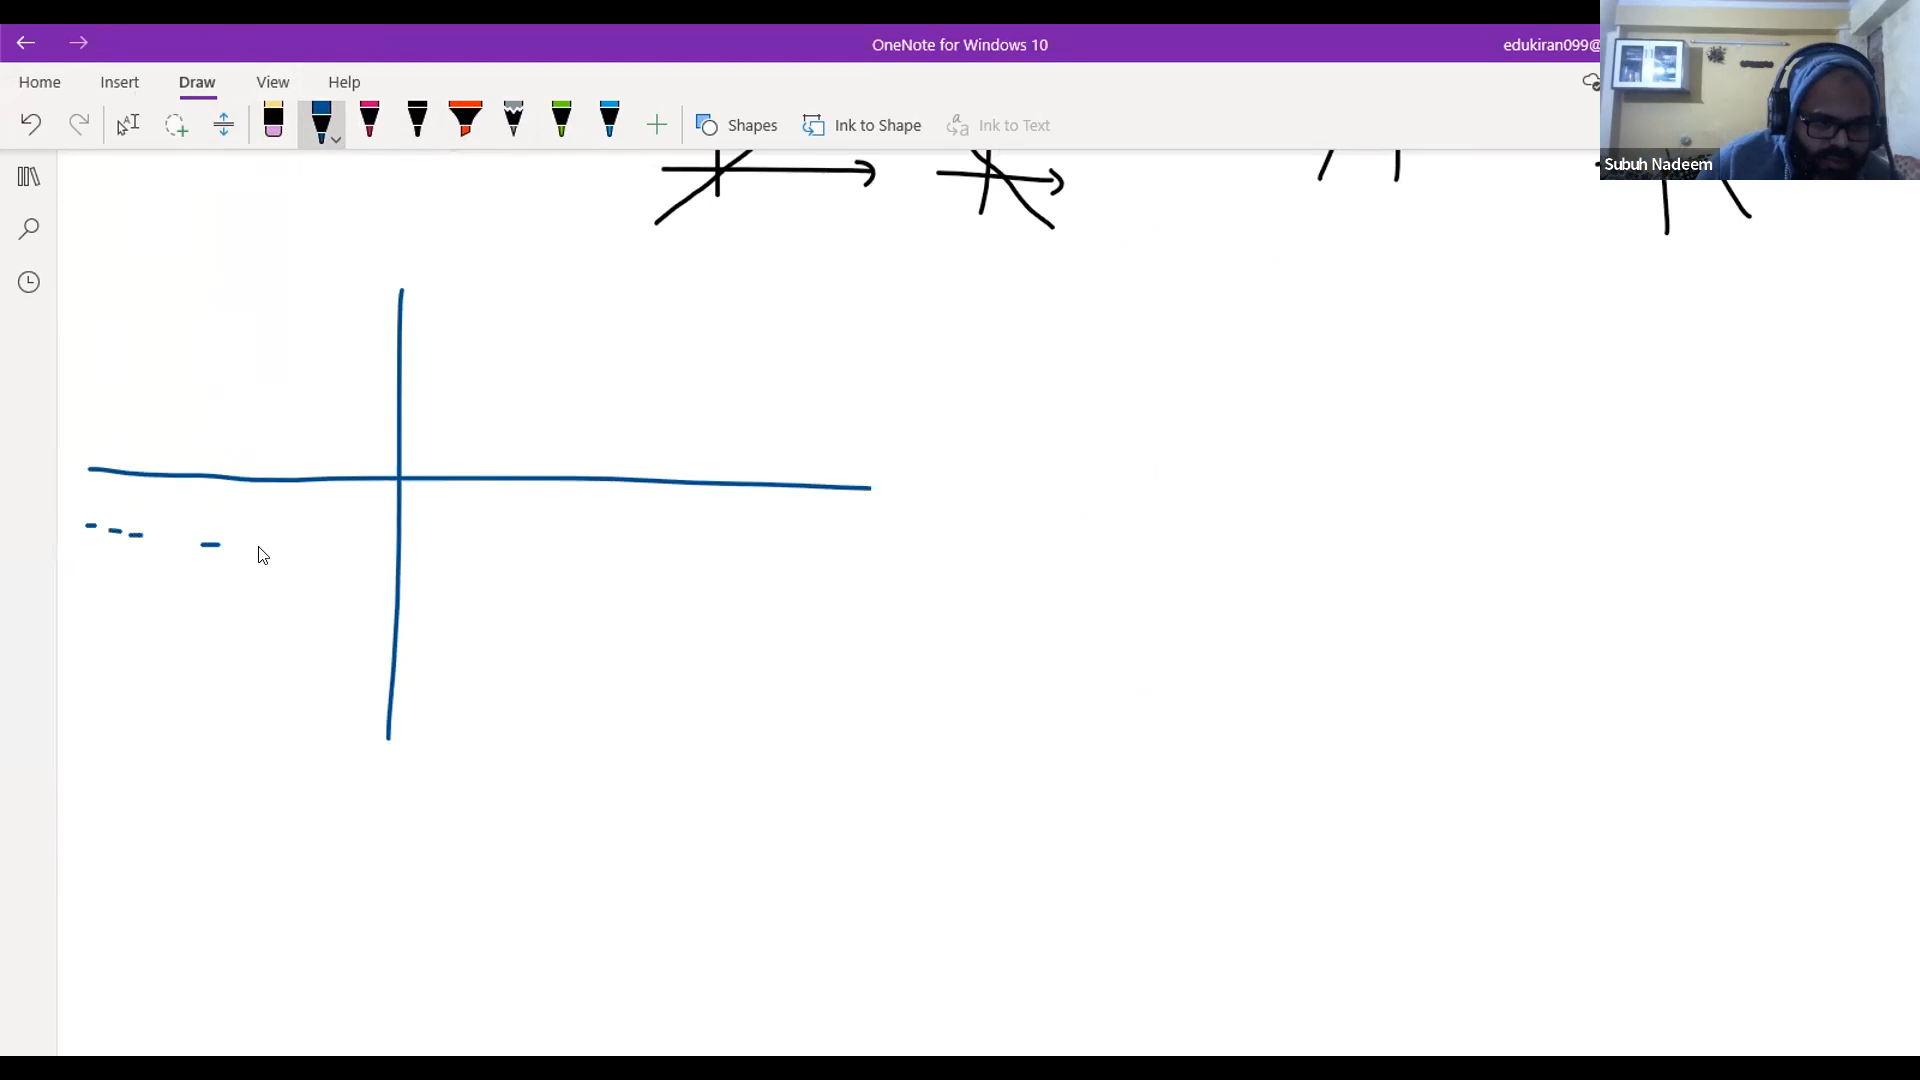 OneNote for Windows 10
edukiran099@
Home Insert Draw View Help
Shapes Ink to Shape Ink to Text
Subuh Nadeem